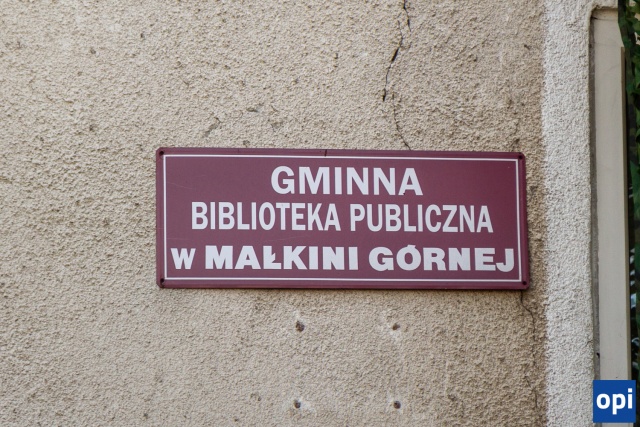 GMINNA
BIBLIOTEKA PUBLICZNA
W MAŁKINI GÓRNEJ
opi